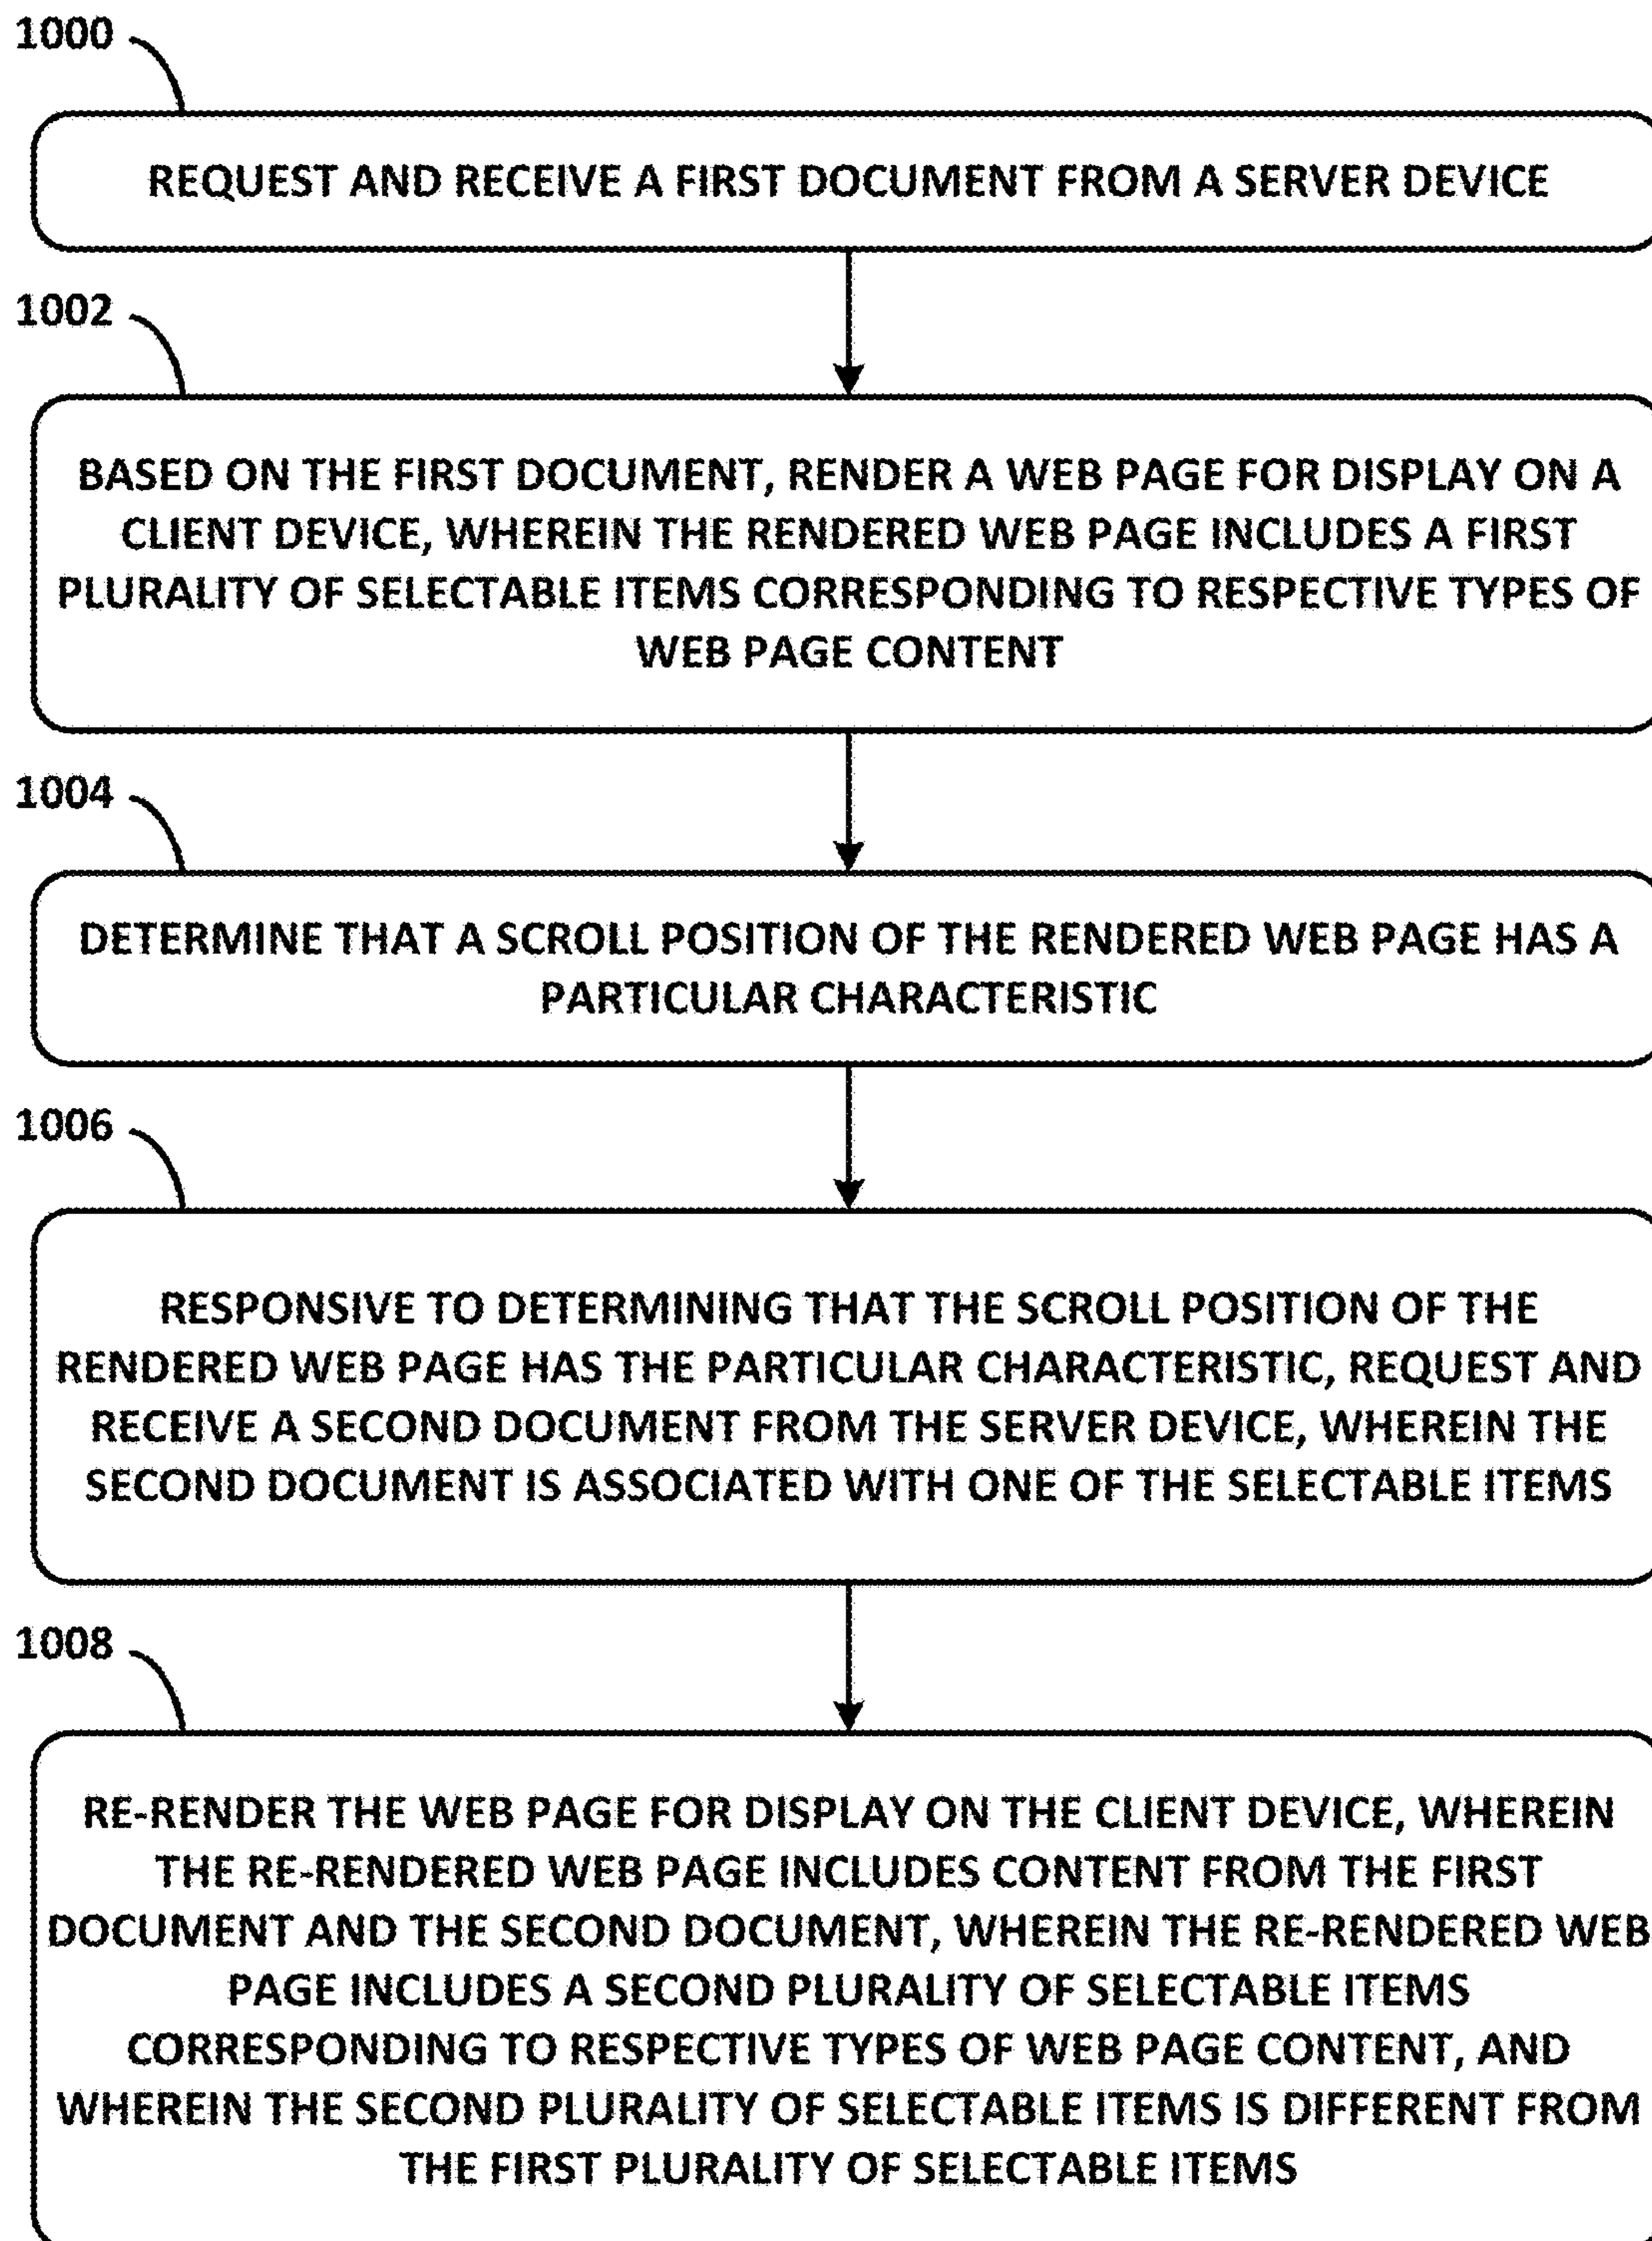 1000
REQUEST AND RECEIVE A FIRST DOCUMENT FROM A SERVER DEVICE
1002
BASED ON THE FIRST DOCUMENT, RENDER A WEB PAGE FOR DISPLAY ON A
CLIENT DEVICE, WHEREIN THE RENDERED WEB PAGE INCLUDES A FIRST
PLURALITY OF SELECTABLE ITEMS CORRESPONDING TO RESPECTIVE TYPES OF
WEB PAGE CONTENT
1004
DETERMINE THAT A SCROLL POSITION OF THE RENDERED WEB PAGE HAS A
PARTICULAR CHARACTERISTIC
1006
RESPONSIVE TO DETERMINING THAT THE SCROLL POSITION OF THE
RENDERED WEB PAGE HAS THE PARTICULAR CHARACTERISTIC, REQUEST AND
RECEIVE A SECOND DOCUMENT FROM THE SERVER DEVICE, WHEREIN THE
SECOND DOCUMENT IS ASSOCIATED WITH ONE OF THE SELECTABLE ITEMS
1008
RE-RENDER THE WEB PAGE FOR DISPLAY ON THE CLIENT DEVICE, WHEREIN
THE RE-RENDERED WEB PAGE INCLUDES CONTENT FROM THE FIRST
DOCUMENT AND THE SECOND DOCUMENT, WHEREIN THE RE-RENDERED WEB
PAGE INCLUDES A SECOND PLURALITY OF SELECTABLE ITEMS
CORRESPONDING TO RESPECTIVE TYPES OF WEB PAGE CONTENT, AND
WHEREIN THE SECOND PLURALITY OF SELECTABLE ITEMS IS DIFFERENT FROM
THE FIRST PLURALITY OF SELECTABLE ITEMS